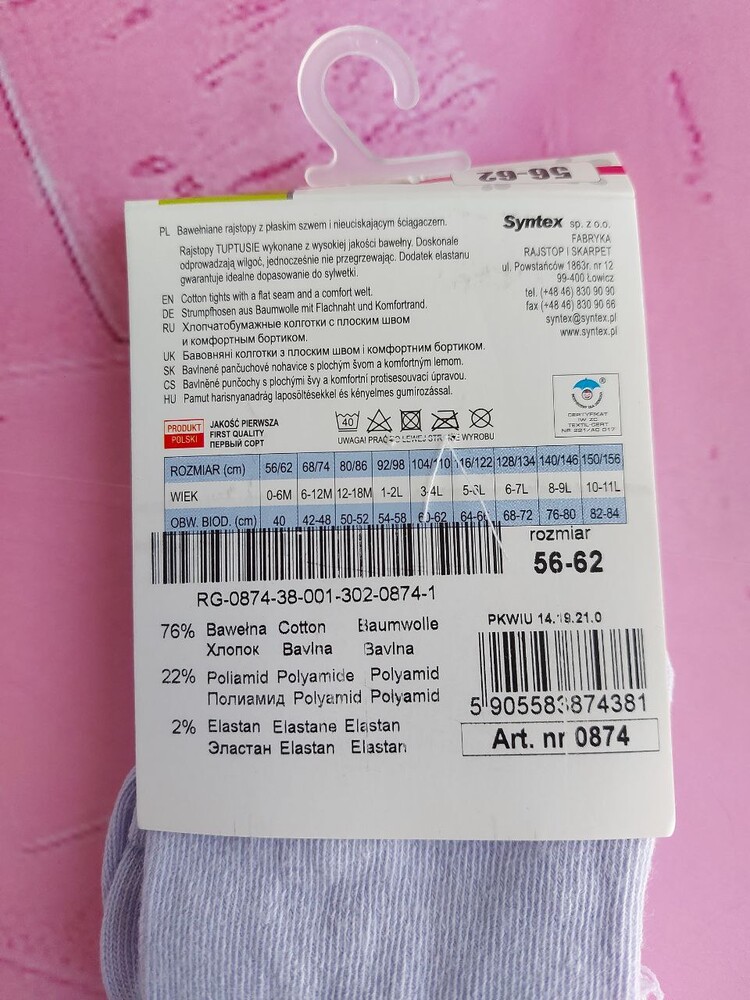 56-62
PL Bawełniane rajstopy z płaskim szwem i nieuciskającym ściągaczem.
Rajstopy TUPTUSIE wykonane z wysokiej jakości bawełny. Doskonale
odprowadzają wilgoć, jednocześnie nie przegrzewając. Dodatek elastanu
gwarantuje idealne dopasowanie do sylwetki.
EN Cotton tights with a flat seam and a comfort welt.
DE Strumpfhosen aus Baumwolle mit Flachnaht und Komfortrand.
RU Хлопчатобумажные колготки с плоским швом
и комфортным бортиком.
UK Бавовняні колготки з плоским швом і комфортним бортиком.
SK Bavlnené pančuchové nohavice s plochým švom a komfortným lemom.
CS Bavlněné punčochy s plochými švy a komfortní protisesouvací úpravou.
HU Pamut harisnyanadrág laposöltésekkel és kényelmes gumírozással.
Syntex sp. z o.o.
FABRYKA
RAJSTOP I SKARPET
ul. Powstańców 1863r. nr 12
99-400 Łowicz
tel. (+48 46) 830 90 90
fax (+48 46) 830 90 86
syntex@syntex.pl
www.syntex.pl
CERTYFIKAT
IW ZC
TEXTIL-CERT
NR 221/AC 017
PRODUKT
POLSKI
JAKOŚĆ PIERWSZA
FIRST QUALITY
ПЕРВЫЙ СОРТ
40
UWAGA! PRAĆ PO LEWEJ STRONIE WYROBU
ROZMIAR (cm) 56/62 68/74 80/86 92/98 104/110 116/122 128/134 140/146 150/156
WIEK 0-6M 6-12M 12-18M 1-2L 3-4L 5-6L 6-7L 8-9L 10-11L
OBW. BIOD. (cm) 40 42-48 50-52 54-58 60-62 64-66 68-72 76-80 82-84
rozmiar
56-62
RG-0874-38-001-302-0874-1
76% Bawełna Cotton Baumwolle
Хлопок Bavlna Bavlna
22% Poliamid Polyamide Polyamid
Полиамид Polyamid Polyamid
2% Elastan Elastane Elastan
Эластан Elastan Elastan
PKWIU 14.19.21.0
5 905583 874381
Art. nr 0874